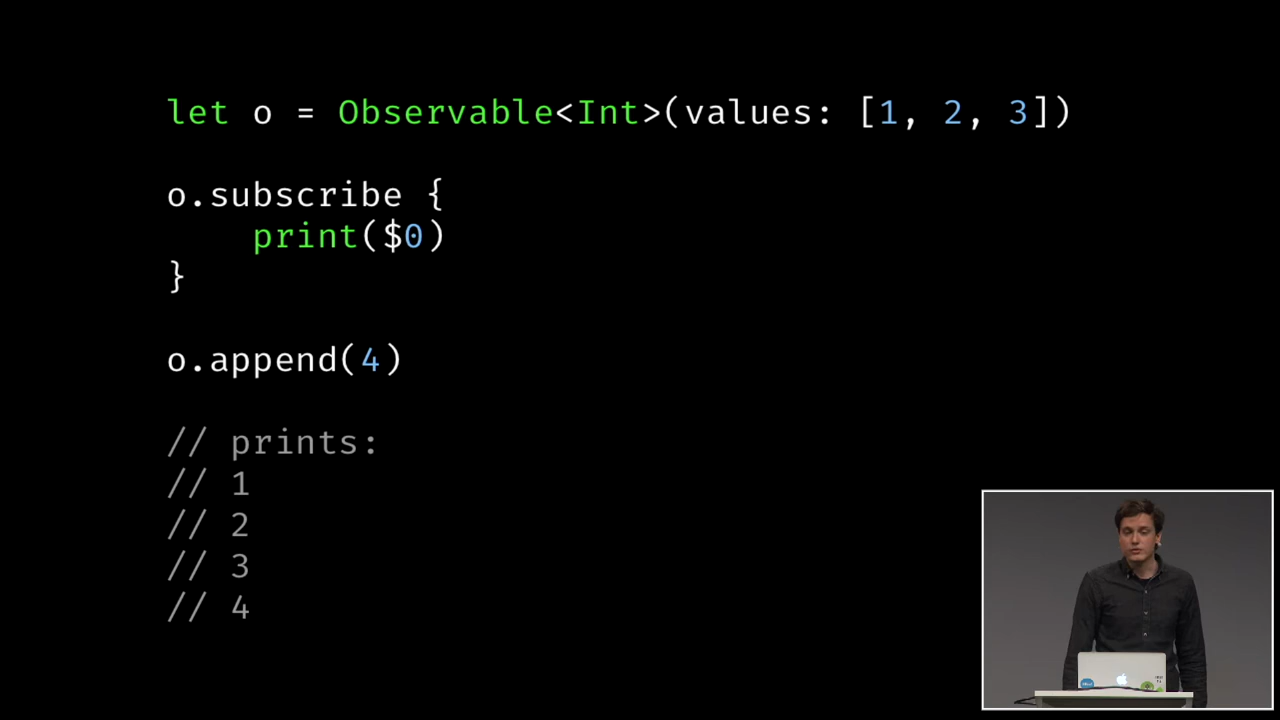 let o = Observable<Int>(values: [1, 2, 3])
o.subscribe {
    print($0)
}
o.append(4)
// prints:
// 1
// 2
// 3
// 4